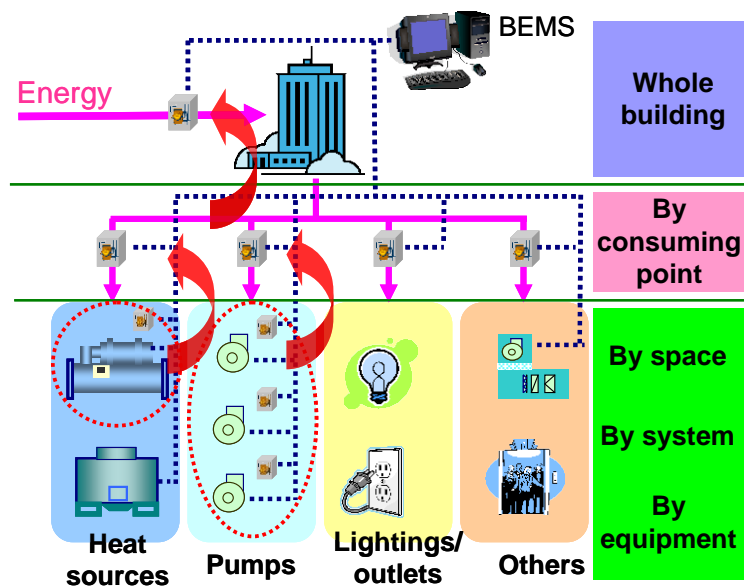 BEMS
Energy
Whole
building
By
consuming
point
By space
By system
By
equipment
Heat
sources
Pumps
Lightings/
outlets
Others